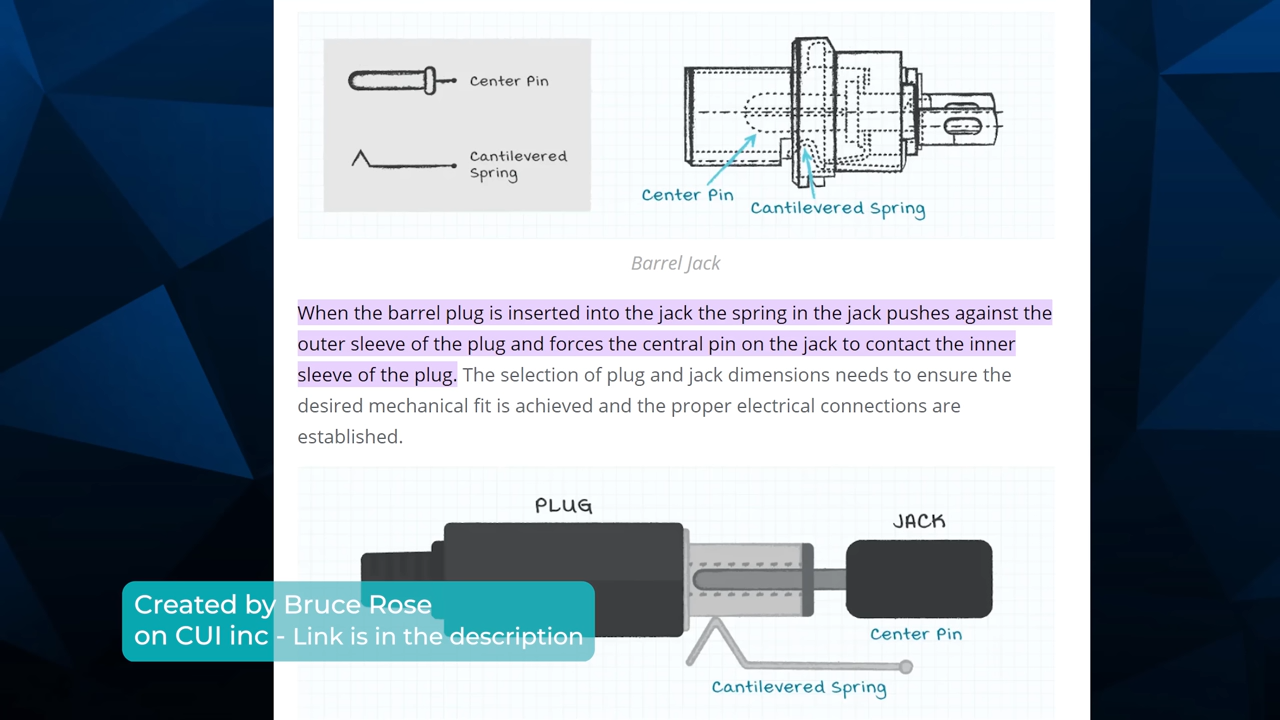 Center Pin
Cantilevered
Spring
Center Pin
Cantilevered Spring
Barrel Jack
When the barrel plug is inserted into the jack the spring in the jack pushes against the
outer sleeve of the plug and forces the central pin on the jack to contact the inner
sleeve of the plug. The selection of plug and jack dimensions needs to ensure the
desired mechanical fit is achieved and the proper electrical connections are
established.
PLUG
JACK
Created by Bruce Rose
on CUI inc - Link is in the description
Center Pin
Cantilevered Spring